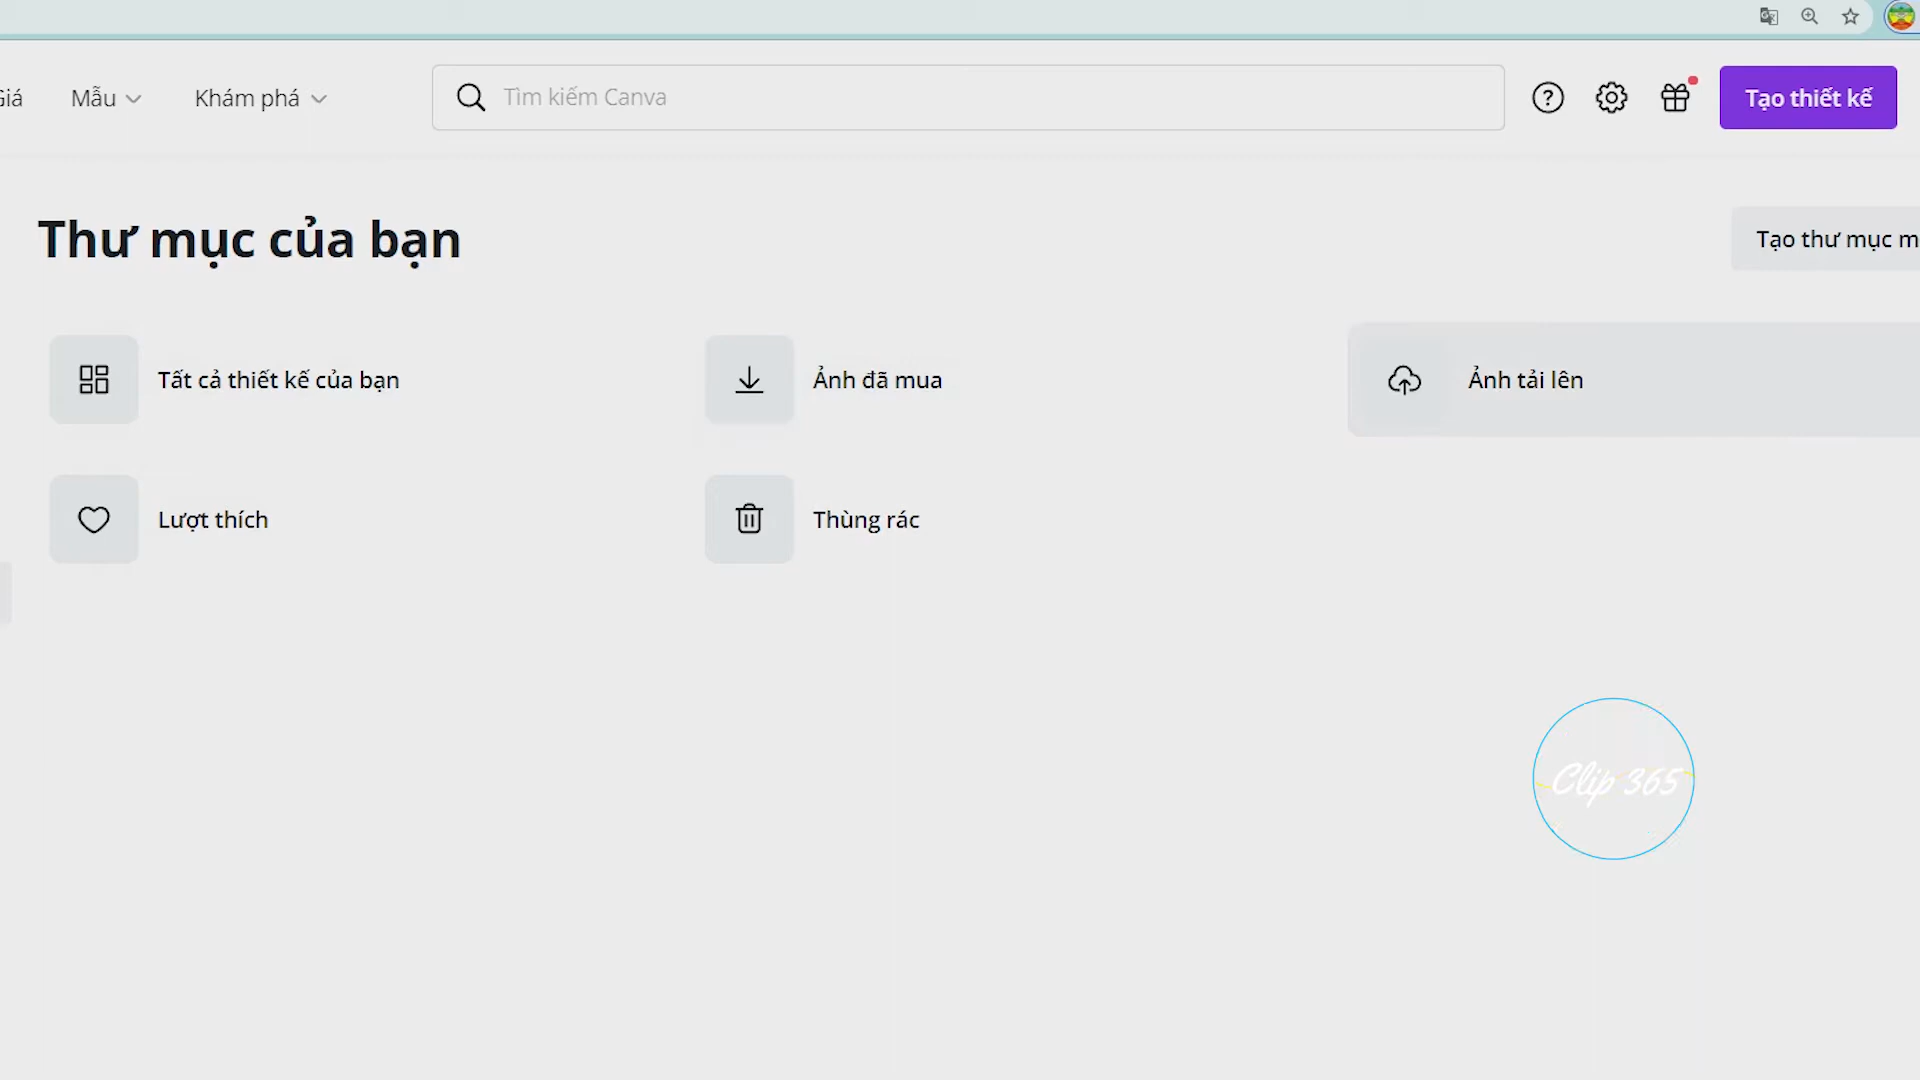 Giá Mẫu Khám phá Tìm kiếm Canva Tạo thiết kế
Thư mục của bạn
Tạo thư mục m
Tất cả thiết kế của bạn
Ảnh đã mua
Ảnh tải lên
Lượt thích
Thùng rác
Clip 365